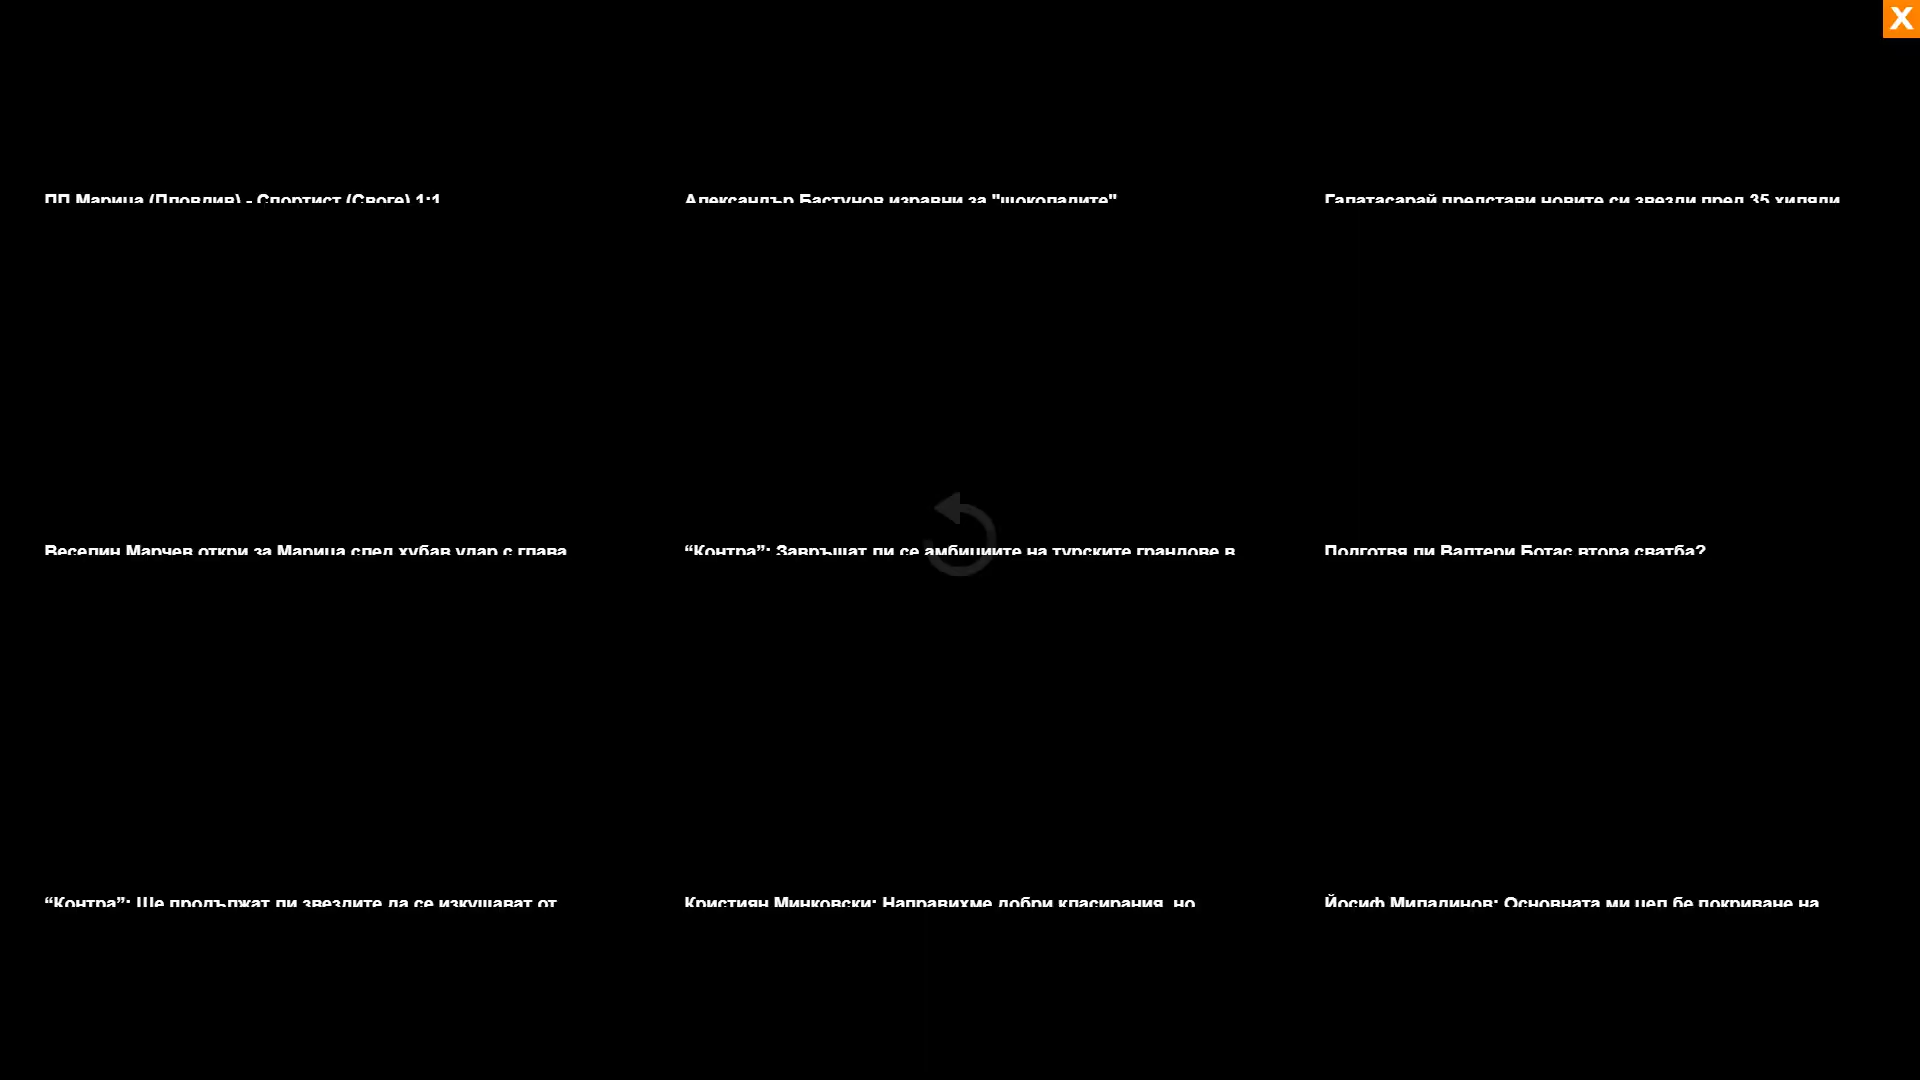 X
ПП Марица (Пловдив) - Спортист (Своге) 1:1
Александър Бастунов изравни за "шоколадите"
Галатасарай представи новите си звезди пред 35 хиляди
Веселин Марчев откри за Марица след хубав удар с глава
“Контра”: Завръщат ли се амбициите на турските грандове в
Подготвя ли Валтери Ботас втора сватба?
“Контра”: Ще продължат ли звездите да се изкушават от
Кристиян Минковски: Направихме добри класирания, но
Йосиф Миладинов: Основната ми цел бе покриване на